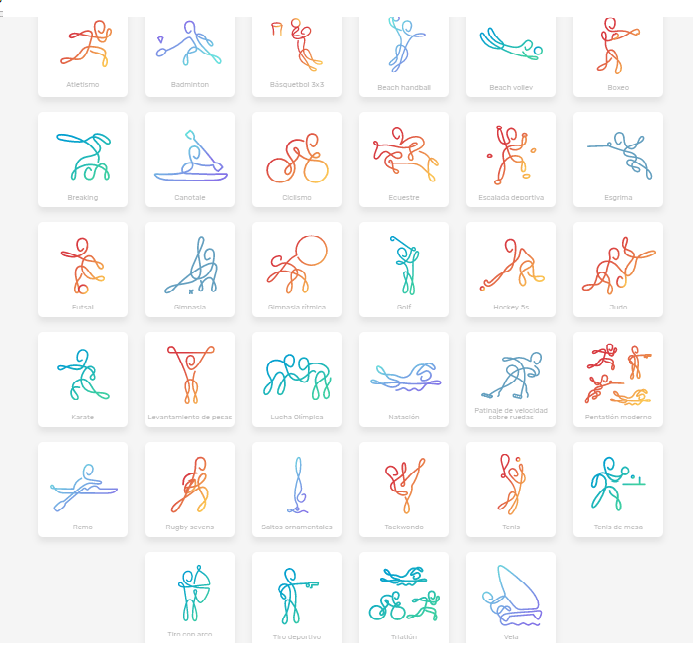 Atletismo
Badminton
Básquetbol 3x3
Beach handball
Beach volley
Boxeo
Breaking
Canotaje
Ciclismo
Ecuestre
Escalada deportiva
Esgrima
Futsal
Gimnasia
Gimnasia rítmica
Golf
Hockey 5s
Judo
Karate
Levantamiento de pesas
Lucha Olímpica
Natación
Patinaje de velocidad
sobre ruedas
Pentatlón moderno
Remo
Rugby sevens
Saltos ornamentales
Taekwondo
Tenis
Tenis de mesa
Tiro con arco
Tiro deportivo
Triatlón
Vela